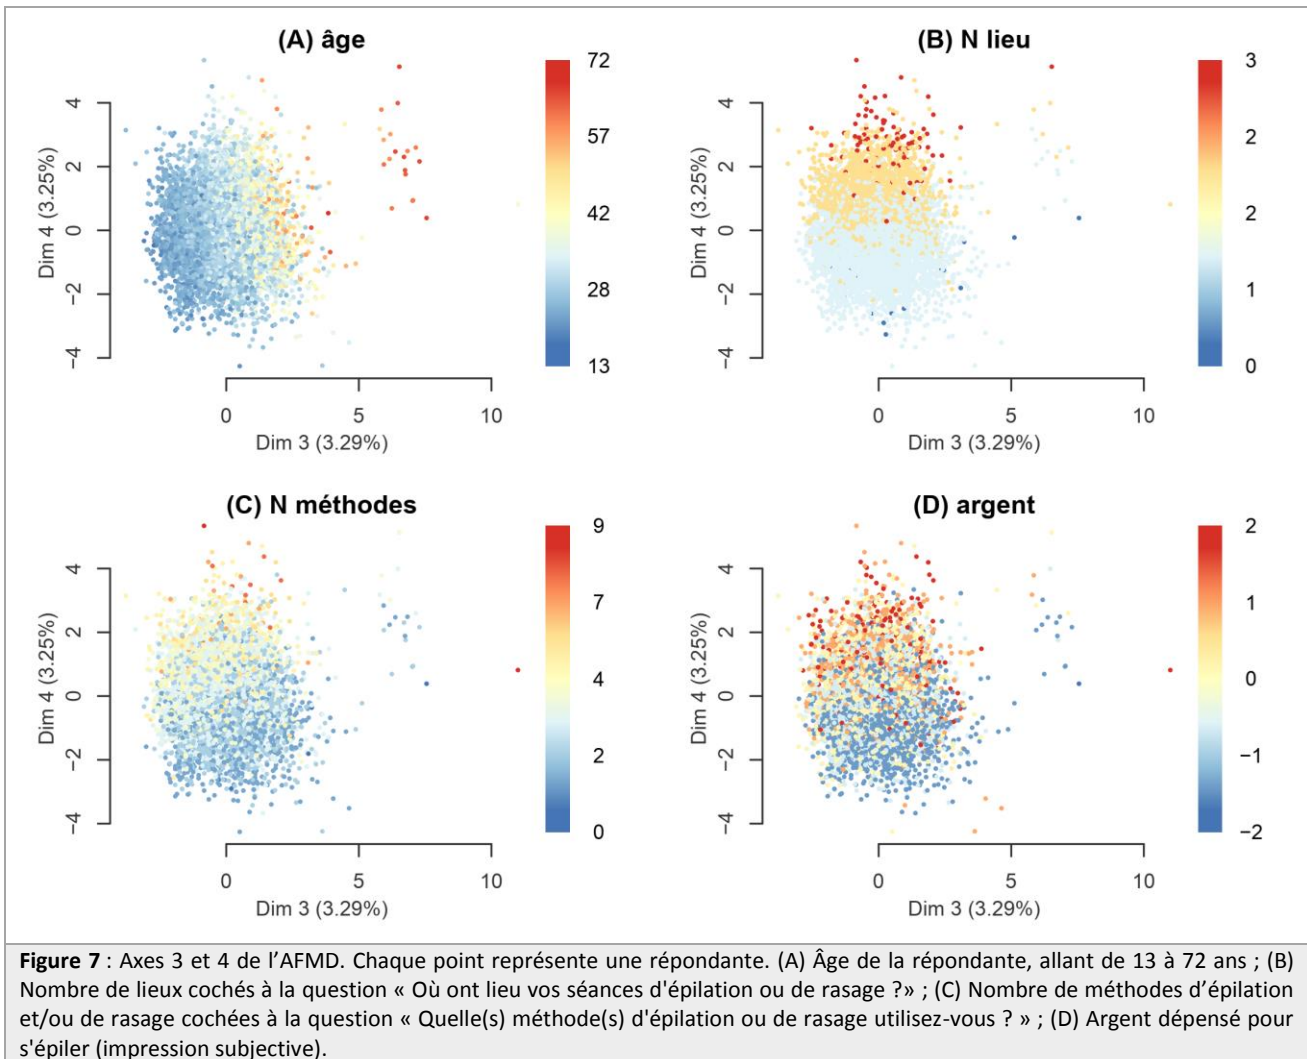 (A) âge
72
57
42
28
13
4
2
0
−2
−4
Dim 4 (3.25%)
0 5 10
Dim 3 (3.29%)
(B) N lieu
3
2
2
1
0
4
2
0
−2
−4
Dim 4 (3.25%)
0 5 10
Dim 3 (3.29%)
(C) N méthodes
9
7
4
2
0
4
2
0
−2
−4
Dim 4 (3.25%)
0 5 10
Dim 3 (3.29%)
(D) argent
2
1
0
−1
−2
4
2
0
−2
−4
Dim 4 (3.25%)
0 5 10
Dim 3 (3.29%)
Figure 7 : Axes 3 et 4 de l’AFMD. Chaque point représente une répondante. (A) Âge de la répondante, allant de 13 à 72 ans ; (B)
Nombre de lieux cochés à la question « Où ont lieu vos séances d'épilation ou de rasage ?» ; (C) Nombre de méthodes d’épilation
et/ou de rasage cochées à la question « Quelle(s) méthode(s) d'épilation ou de rasage utilisez-vous ? » ; (D) Argent dépensé pour
s'épiler (impression subjective).